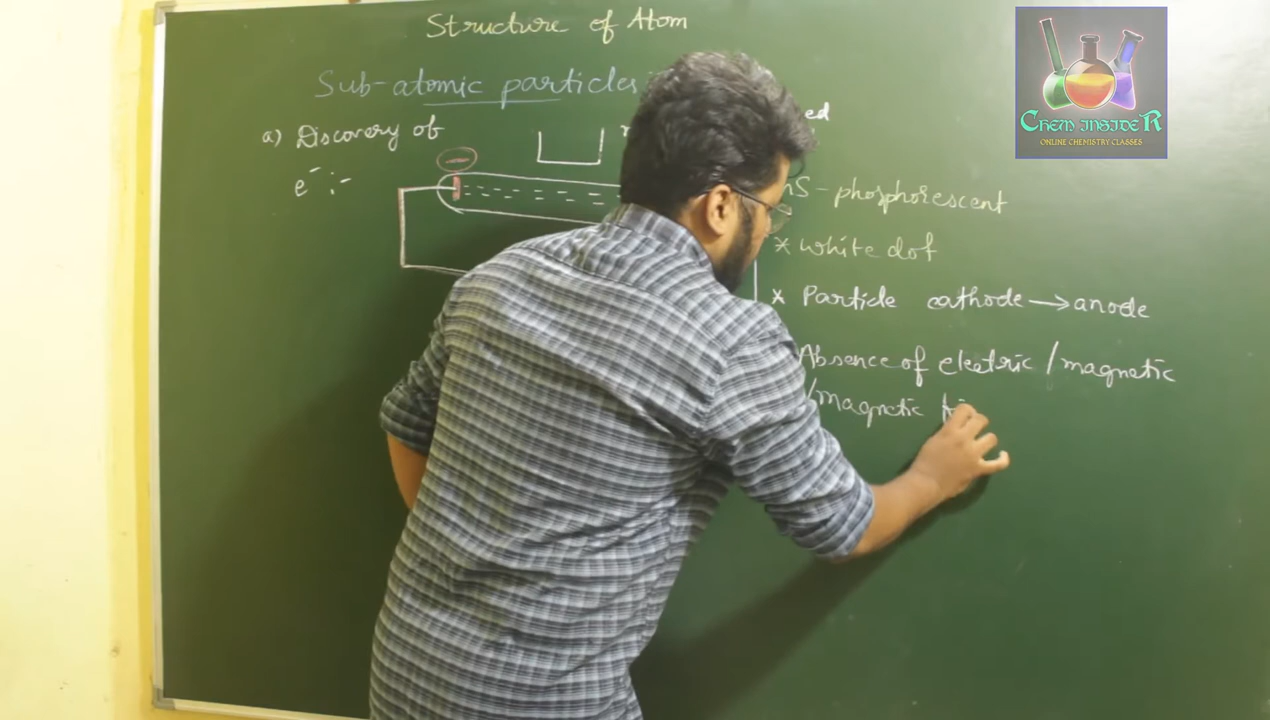 Structure of Atom
Sub-atomic particles
a) Discovery of
e⁻ :-
-
ed
nS - phosphorescent
* white dot
* Particle cathode → anode
Absence of electric / magnetic
/magnetic
CHEM INSIDER
ONLINE CHEMISTRY CLASSES